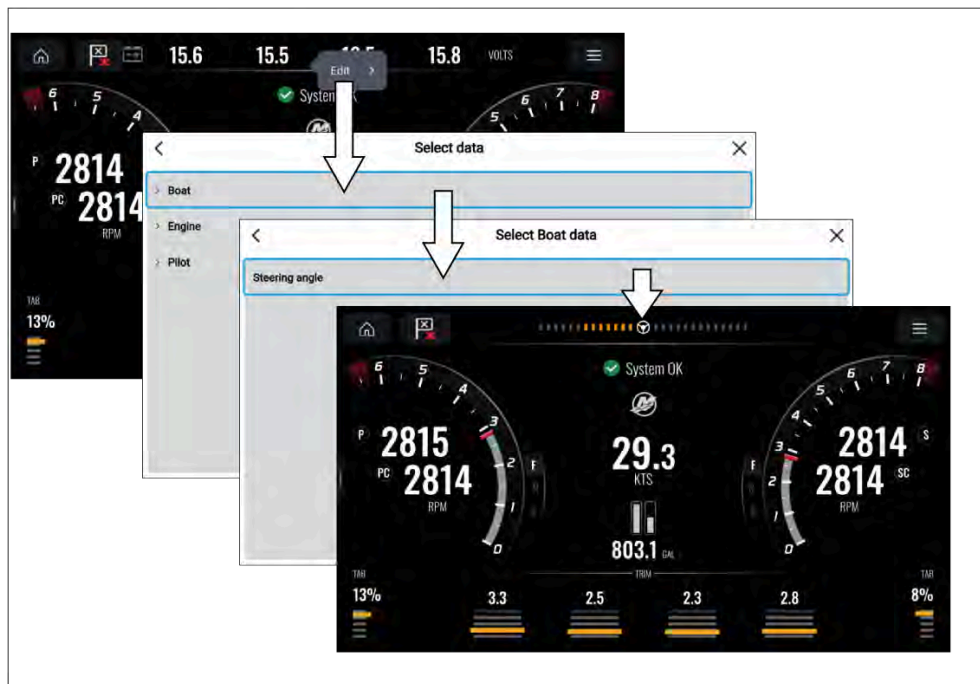 15.6 15.5 15.8 VOLTS
Edit >
6 5 4
System
5 6 7 8
P 2814
PC 2814
RPM
TAB
13%
< Select data X
> Boat
> Engine
> Pilot
< Select Boat data X
Steering angle
System OK
6 5 4 3 2 1 0
P 2815
PC 2814
RPM
F
29.3
KTS
803.1 GAL
F
8 7 6 5 4 3 2 1 0
2814 S
2814 SC
RPM
TRIM
TAB
13%
3.3 2.5 2.3 2.8
TAB
8%